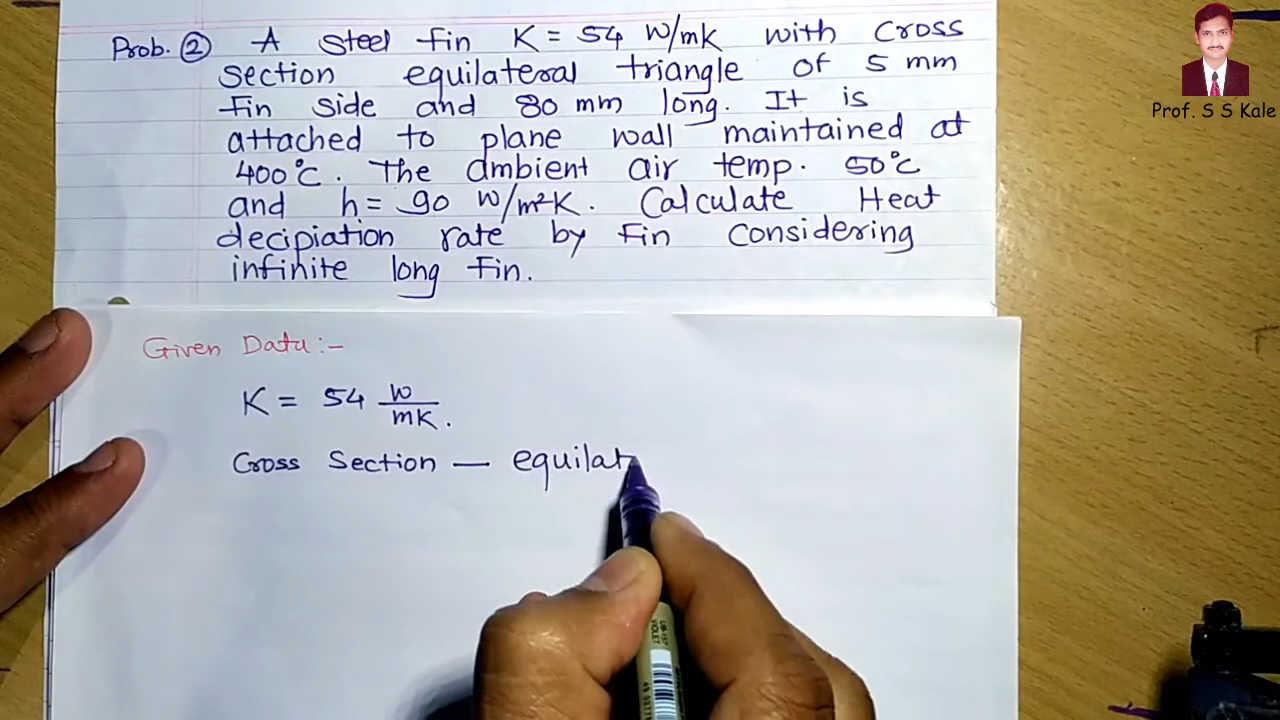 Prob. ② A Steel fin K = 54 W/mk with cross
section equilateral triangle of 5 mm
fin side and 80 mm long. It is
attached to plane wall maintained at
400°C. The ambient air temp. 50°C
and h = 90 W/m²K. Calculate Heat
decipiation rate by Fin Considering
infinite long Fin.
Prof. S S Kale
Given Data:-
K = 54 W/mK.
Cross Section — equilat